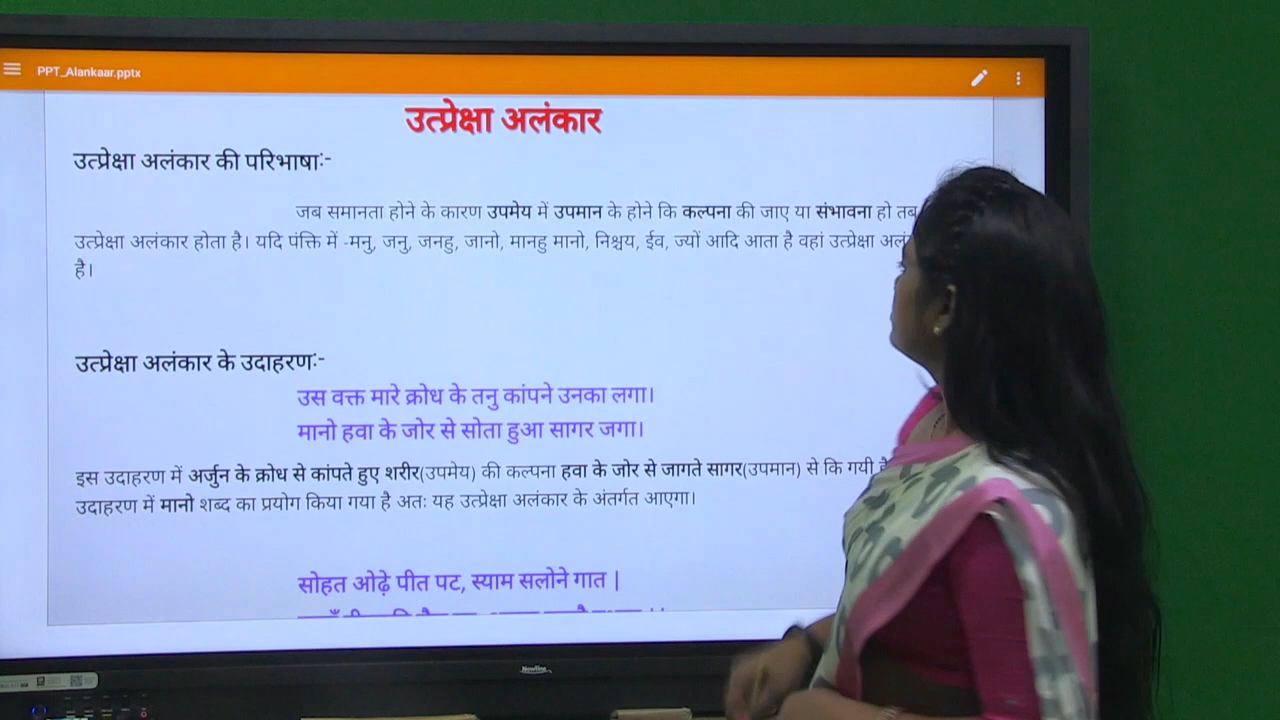 PPT_Alankaar.pptx
उत्प्रेक्षा अलंकार
उत्प्रेक्षा अलंकार की परिभाषाः-
जब समानता होने के कारण उपमेय में उपमान के होने कि कल्पना की जाए या संभावना हो तब
उत्प्रेक्षा अलंकार होता है। यदि पंक्ति में -मनु, जनु, जनहु, जानो, मानहु मानो, निश्चय, ईव, ज्यों आदि आता है वहां उत्प्रेक्षा
है।
उत्प्रेक्षा अलंकार के उदाहरणः-
उस वक्त मारे क्रोध के तनु कांपने उनका लगा।
मानो हवा के जोर से सोता हुआ सागर जगा।
इस उदाहरण में अर्जुन के क्रोध से कांपते हुए शरीर(उपमेय) की कल्पना हवा के जोर से जागते सागर(उपमान) से कि गयी
उदाहरण में मानो शब्द का प्रयोग किया गया है अतः यह उत्प्रेक्षा अलंकार के अंतर्गत आएगा।
सोहत ओढ़े पीत पट, स्याम सलोने गात |
Newline